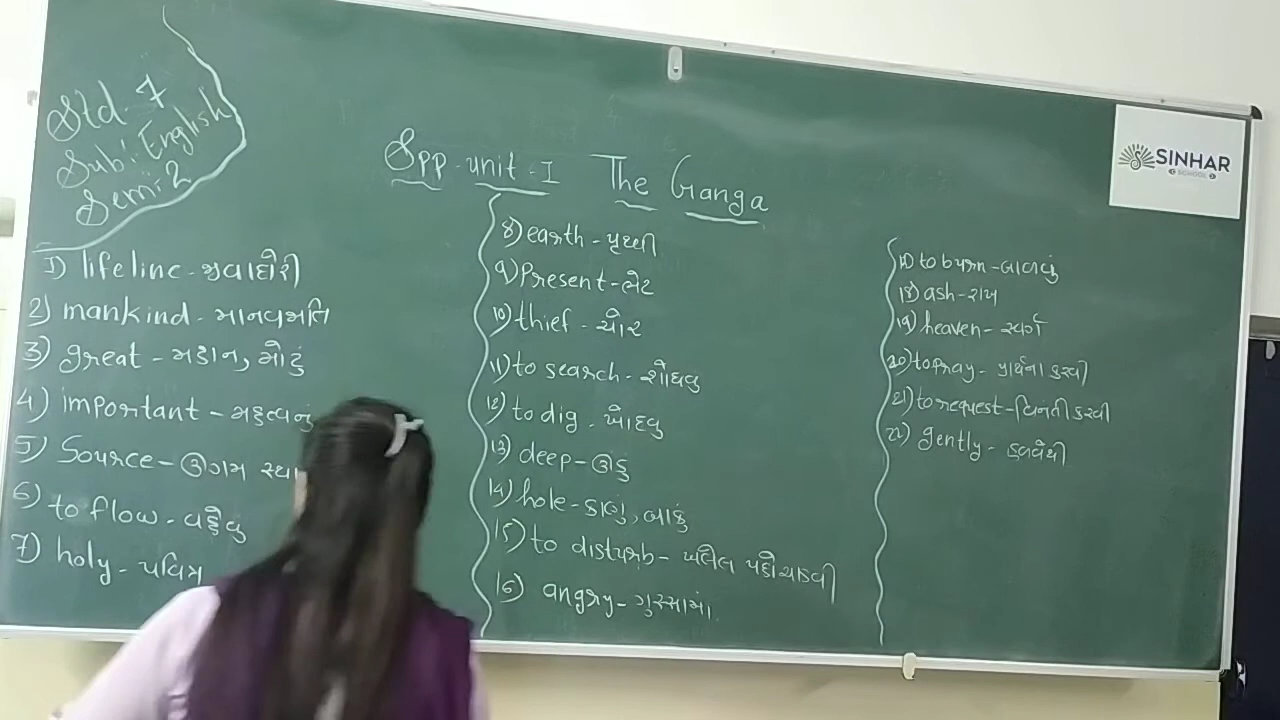 Std - 7
Sub : English
Sem : 2
Spp - unit - I The Ganga
SINHAR
SCHOOL
1) lifeline - જીવાદોરી
2) mankind - માનવજાતિ
3) great - મહાન, મોટું
4) important - મહત્વનું
5) Source - ઊગમ સ્થા
6) to flow - વહેવુ
7) holy - પવિત્ર
8) earth - પૃથ્વી
9) Present - ભેટ
10) thief - ચોર
11) to search - શોધવુ
12) to dig - ખોદવુ
13) deep - ઊંડુ
14) hole - કાણું, બાકું
15) to disturb - ખલેલ પહોચાડવી
16) angry - ગુસ્સામાં
to burn - બાળવું
18) ash - રાખ
19) heaven - સ્વર્ગ
20) to pray - પ્રાર્થના કરવી
21) to request - વિનંતી કરવી
22) gently - હળવેથી